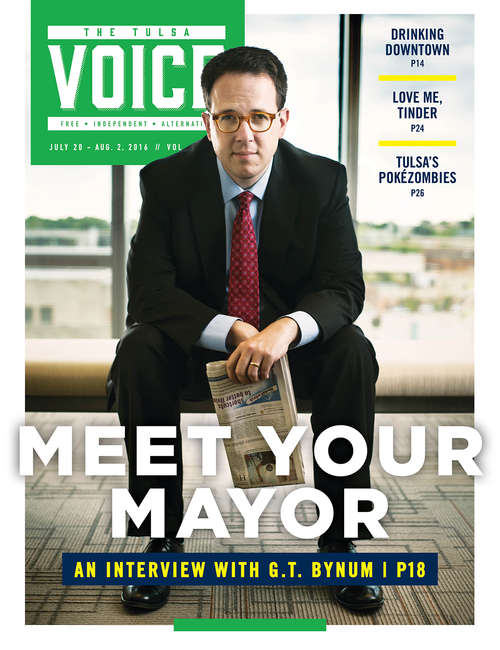 THE TULSA
VOICE
FREE • INDEPENDENT •
JULY 20 – AUG. 2, 2016 // VOL
DRINKING
DOWNTOWN
P14
LOVE ME,
TINDER
P24
TULSA'S
POKÉZOMBIES
P26
MEET YOUR
MAYOR
AN INTERVIEW WITH G.T. BYNUM | P18